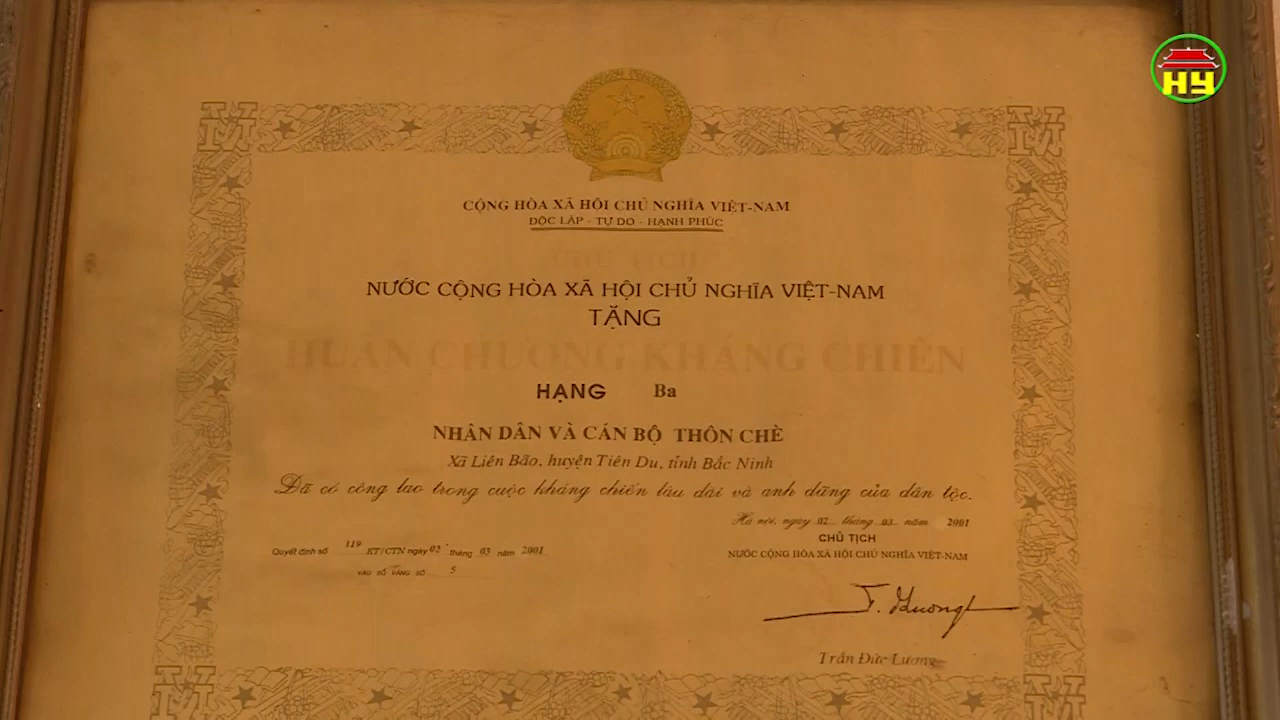 HY
CỘNG HÒA XÃ HỘI CHỦ NGHĨA VIỆT-NAM
ĐỘC LẬP - TỰ DO - HẠNH PHÚC
CHỦ TỊCH
NƯỚC CỘNG HÒA XÃ HỘI CHỦ NGHĨA VIỆT-NAM
TẶNG
HUÂN CHƯƠNG KHÁNG CHIẾN
HẠNG Ba
NHÂN DÂN VÀ CÁN BỘ THÔN CHÈ
Xã Liên Bão, huyện Tiên Du, tỉnh Bắc Ninh
Đã có công lao trong cuộc kháng chiến lâu dài và anh dũng của dân tộc.
Hà nội, ngày 02 tháng 03 năm 2001
CHỦ TỊCH
NƯỚC CỘNG HÒA XÃ HỘI CHỦ NGHĨA VIỆT-NAM
Quyết định số 119 KT/CTN ngày 02 tháng 03 năm 2001
VÀO SỔ VÀNG SỐ 5
T. Lương
Trần Đức Lương